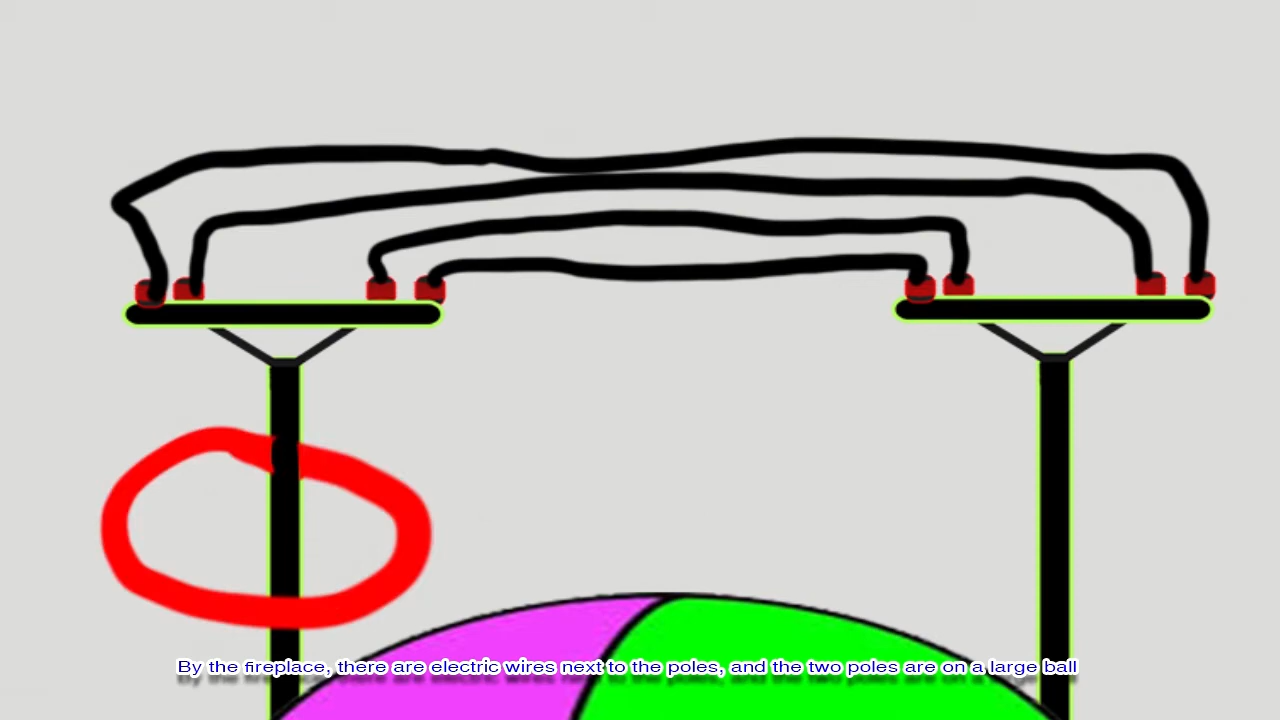 By the fireplace, there are electric wires next to the poles, and the two poles are on a large ball